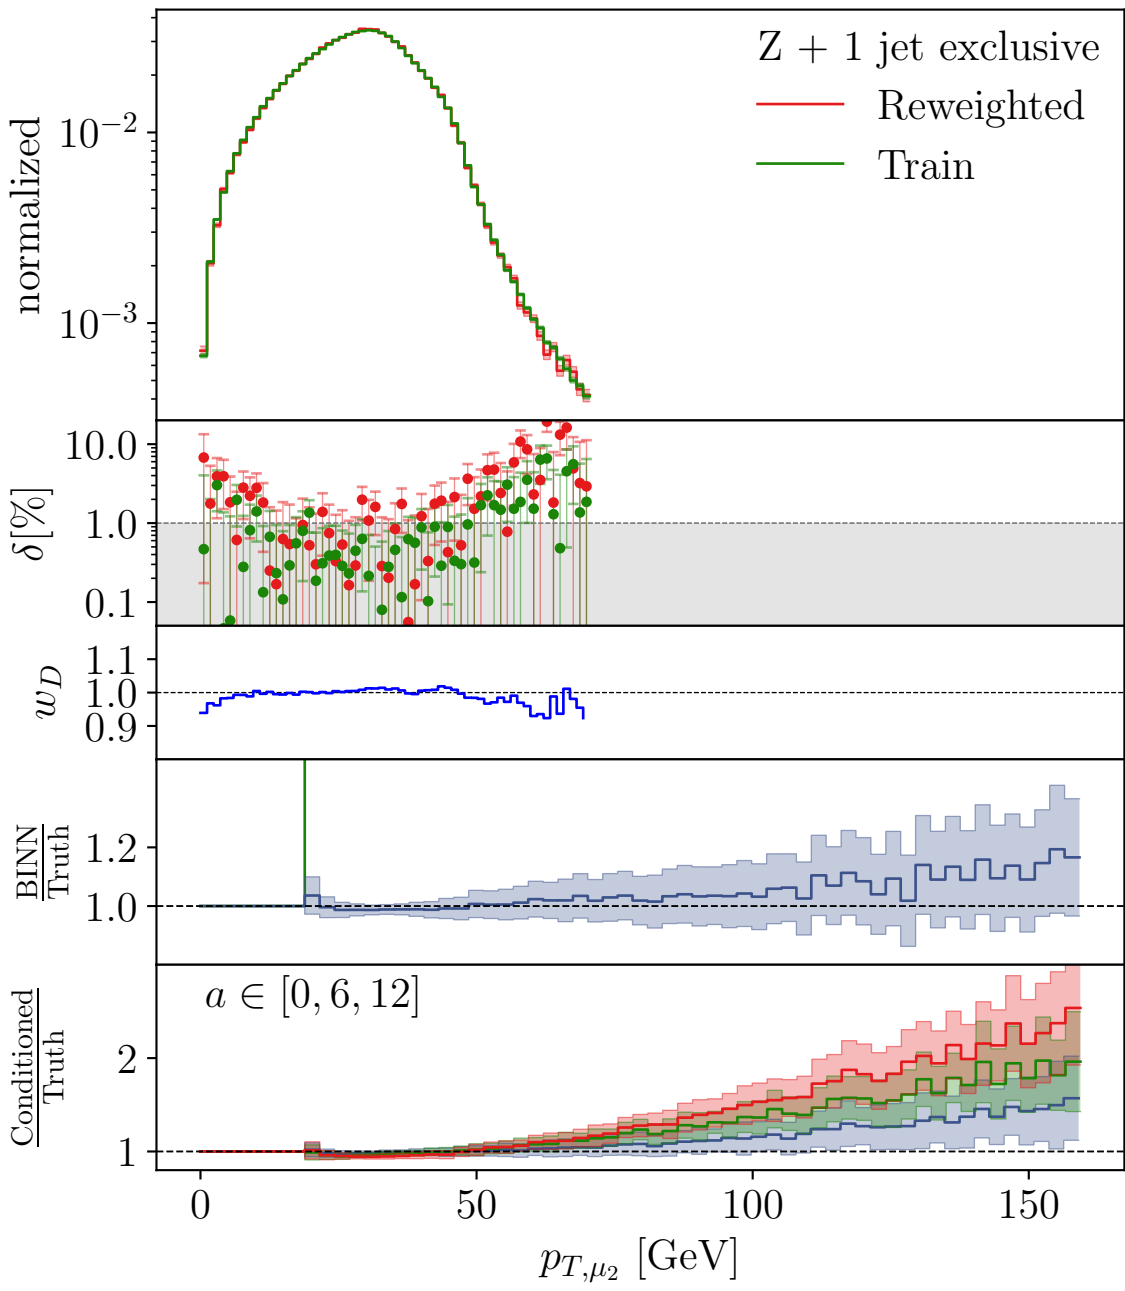 Z + 1 jet exclusive
Reweighted
Train
normalized
10⁻²
10⁻³
δ[%]
10.0
1.0
0.1
w_D
1.1
1.0
0.9
BINN
Truth
1.2
1.0
a ∈ [0, 6, 12]
Conditioned
Truth
2
1
0
50
100
150
p_{T,μ₂} [GeV]